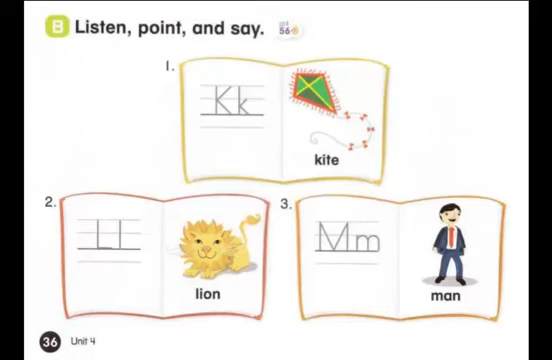 B Listen, point, and say. 56
1.
Kk
kite
2.
Ll
lion
3.
Mm
man
36 Unit 4